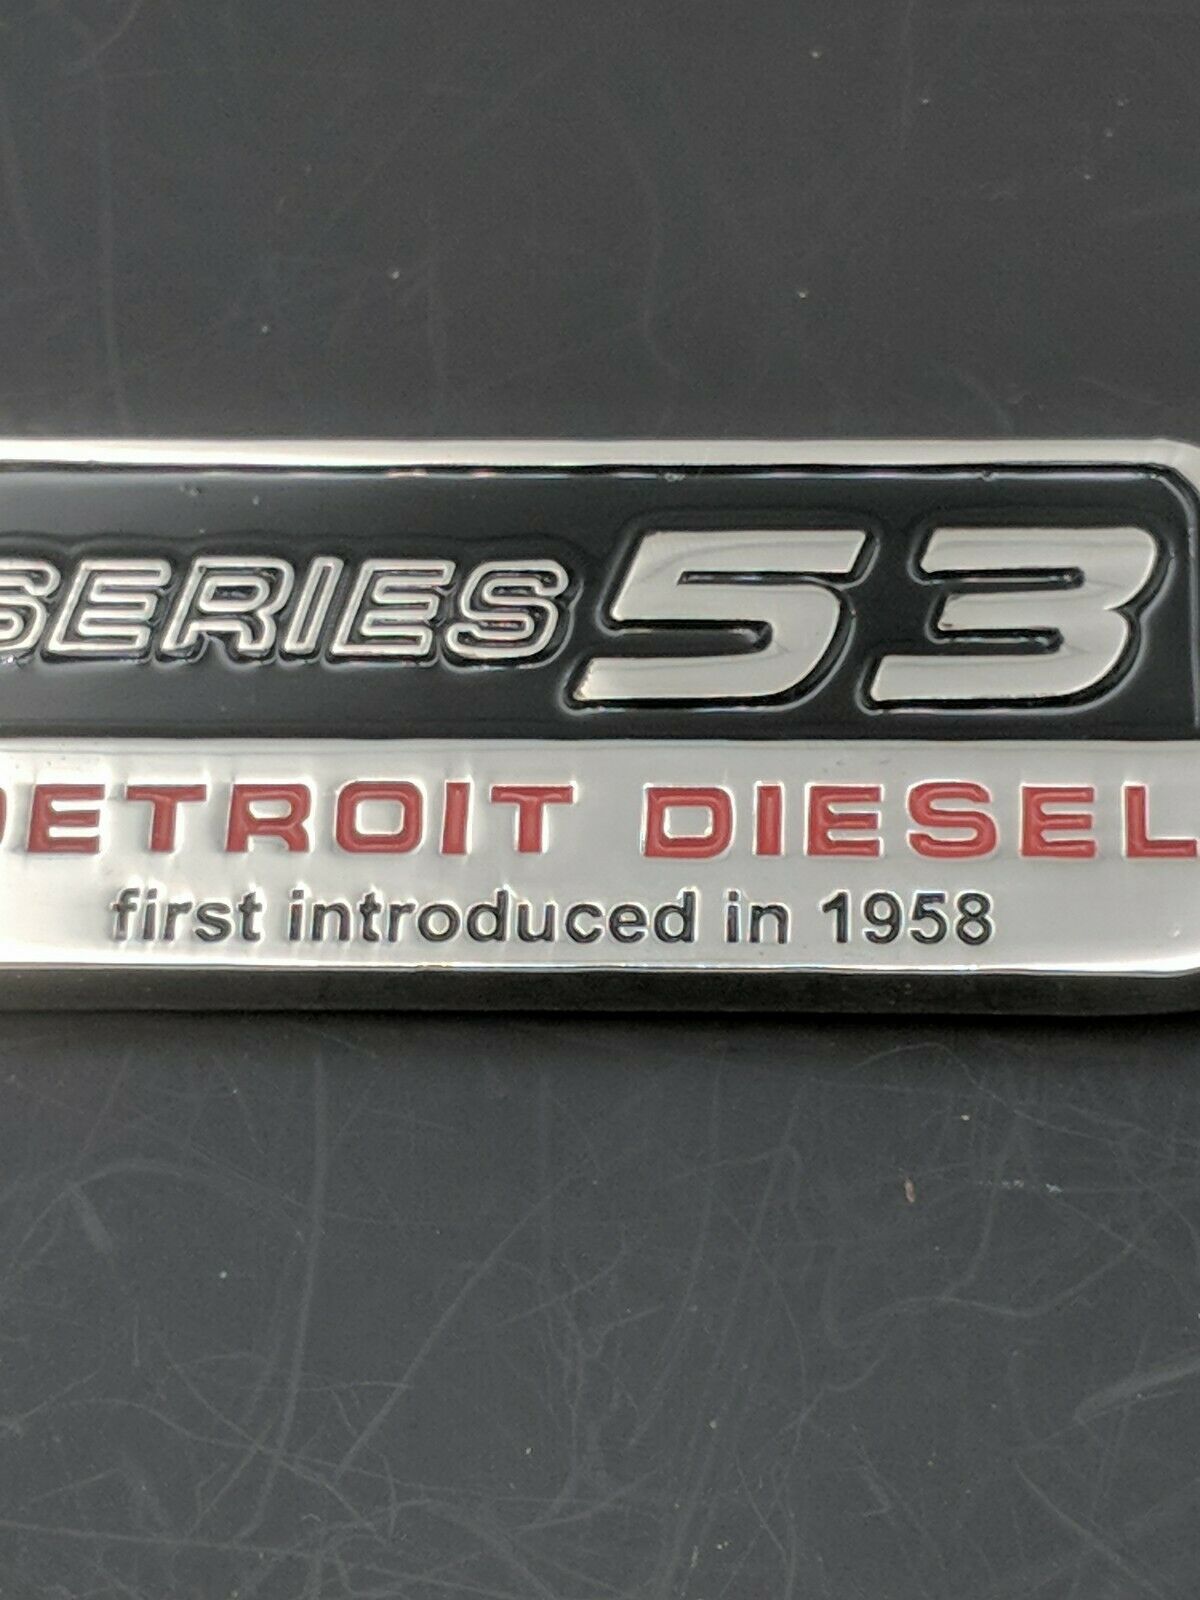 SERIES 53
DETROIT DIESEL
first introduced in 1958